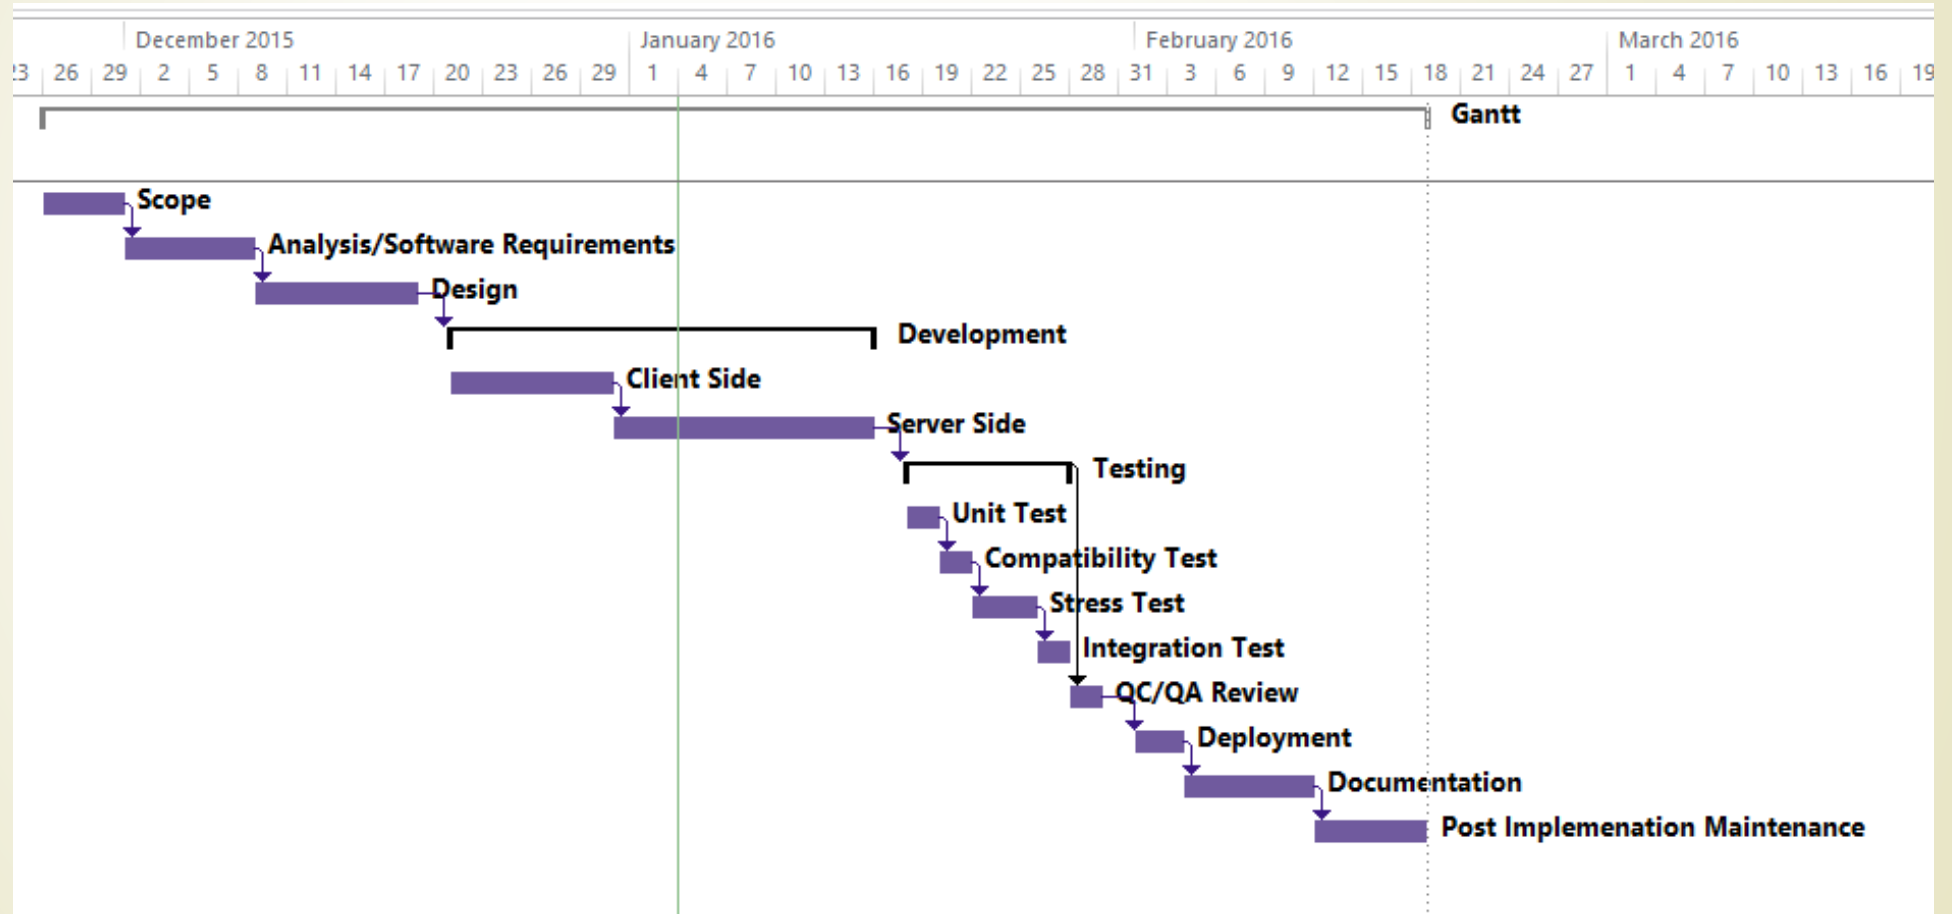 December 2015 January 2016 February 2016 March 2016
23 26 29 2 5 8 11 14 17 20 23 26 29 1 4 7 10 13 16 19 22 25 28 31 3 6 9 12 15 18 21 24 27 1 4 7 10 13 16 19
Gantt
Scope
Analysis/Software Requirements
Design
Development
Client Side
Server Side
Testing
Unit Test
Compatibility Test
Stress Test
Integration Test
QC/QA Review
Deployment
Documentation
Post Implemenation Maintenance